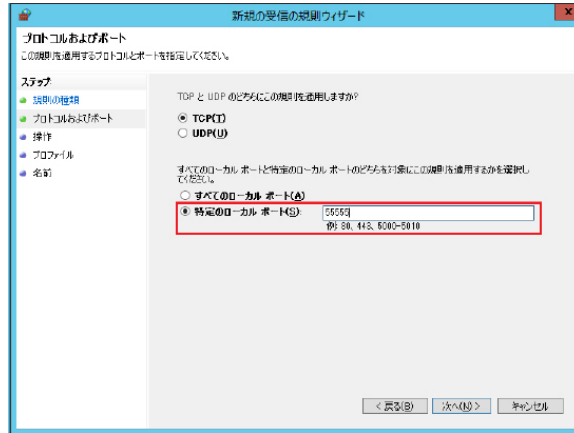 新規の受信の規則ウィザード
x
プロトコルおよびポート
この規則を適用するプロトコルとポートを指定してください。
ステップ:
規則の種類
プロトコルおよびポート
操作
プロファイル
名前
TCP と UDP のどちらにこの規則を適用しますか?
TCP(T)
UDP(U)
すべてのローカル ポートと特定のローカル ポートのどちらを対象にこの規則を適用するかを選択し
てください。
すべてのローカル ポート(A)
特定のローカル ポート(S): 55555
例: 80、443、5000-5010
< 戻る(B) 次へ(N) > キャンセル